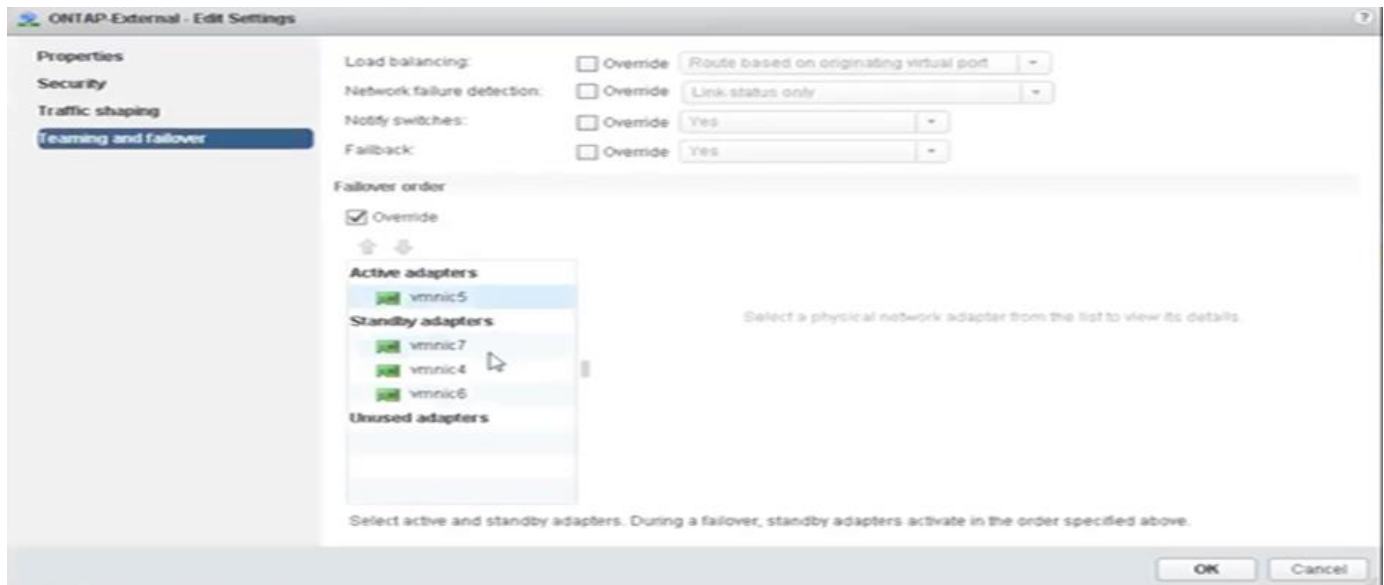 ONTAP-External - Edit Settings
?
Properties
Security
Traffic shaping
Teaming and failover
Load balancing:
Override
Route based on originating virtual port
Network failure detection:
Override
Link status only
Notify switches:
Override
Yes
Failback:
Override
Yes
Failover order
Override
Active adapters
vmnic5
Standby adapters
vmnic7
vmnic4
vmnic6
Unused adapters
Select a physical network adapter from the list to view its details.
Select active and standby adapters. During a failover, standby adapters activate in the order specified above.
OK
Cancel